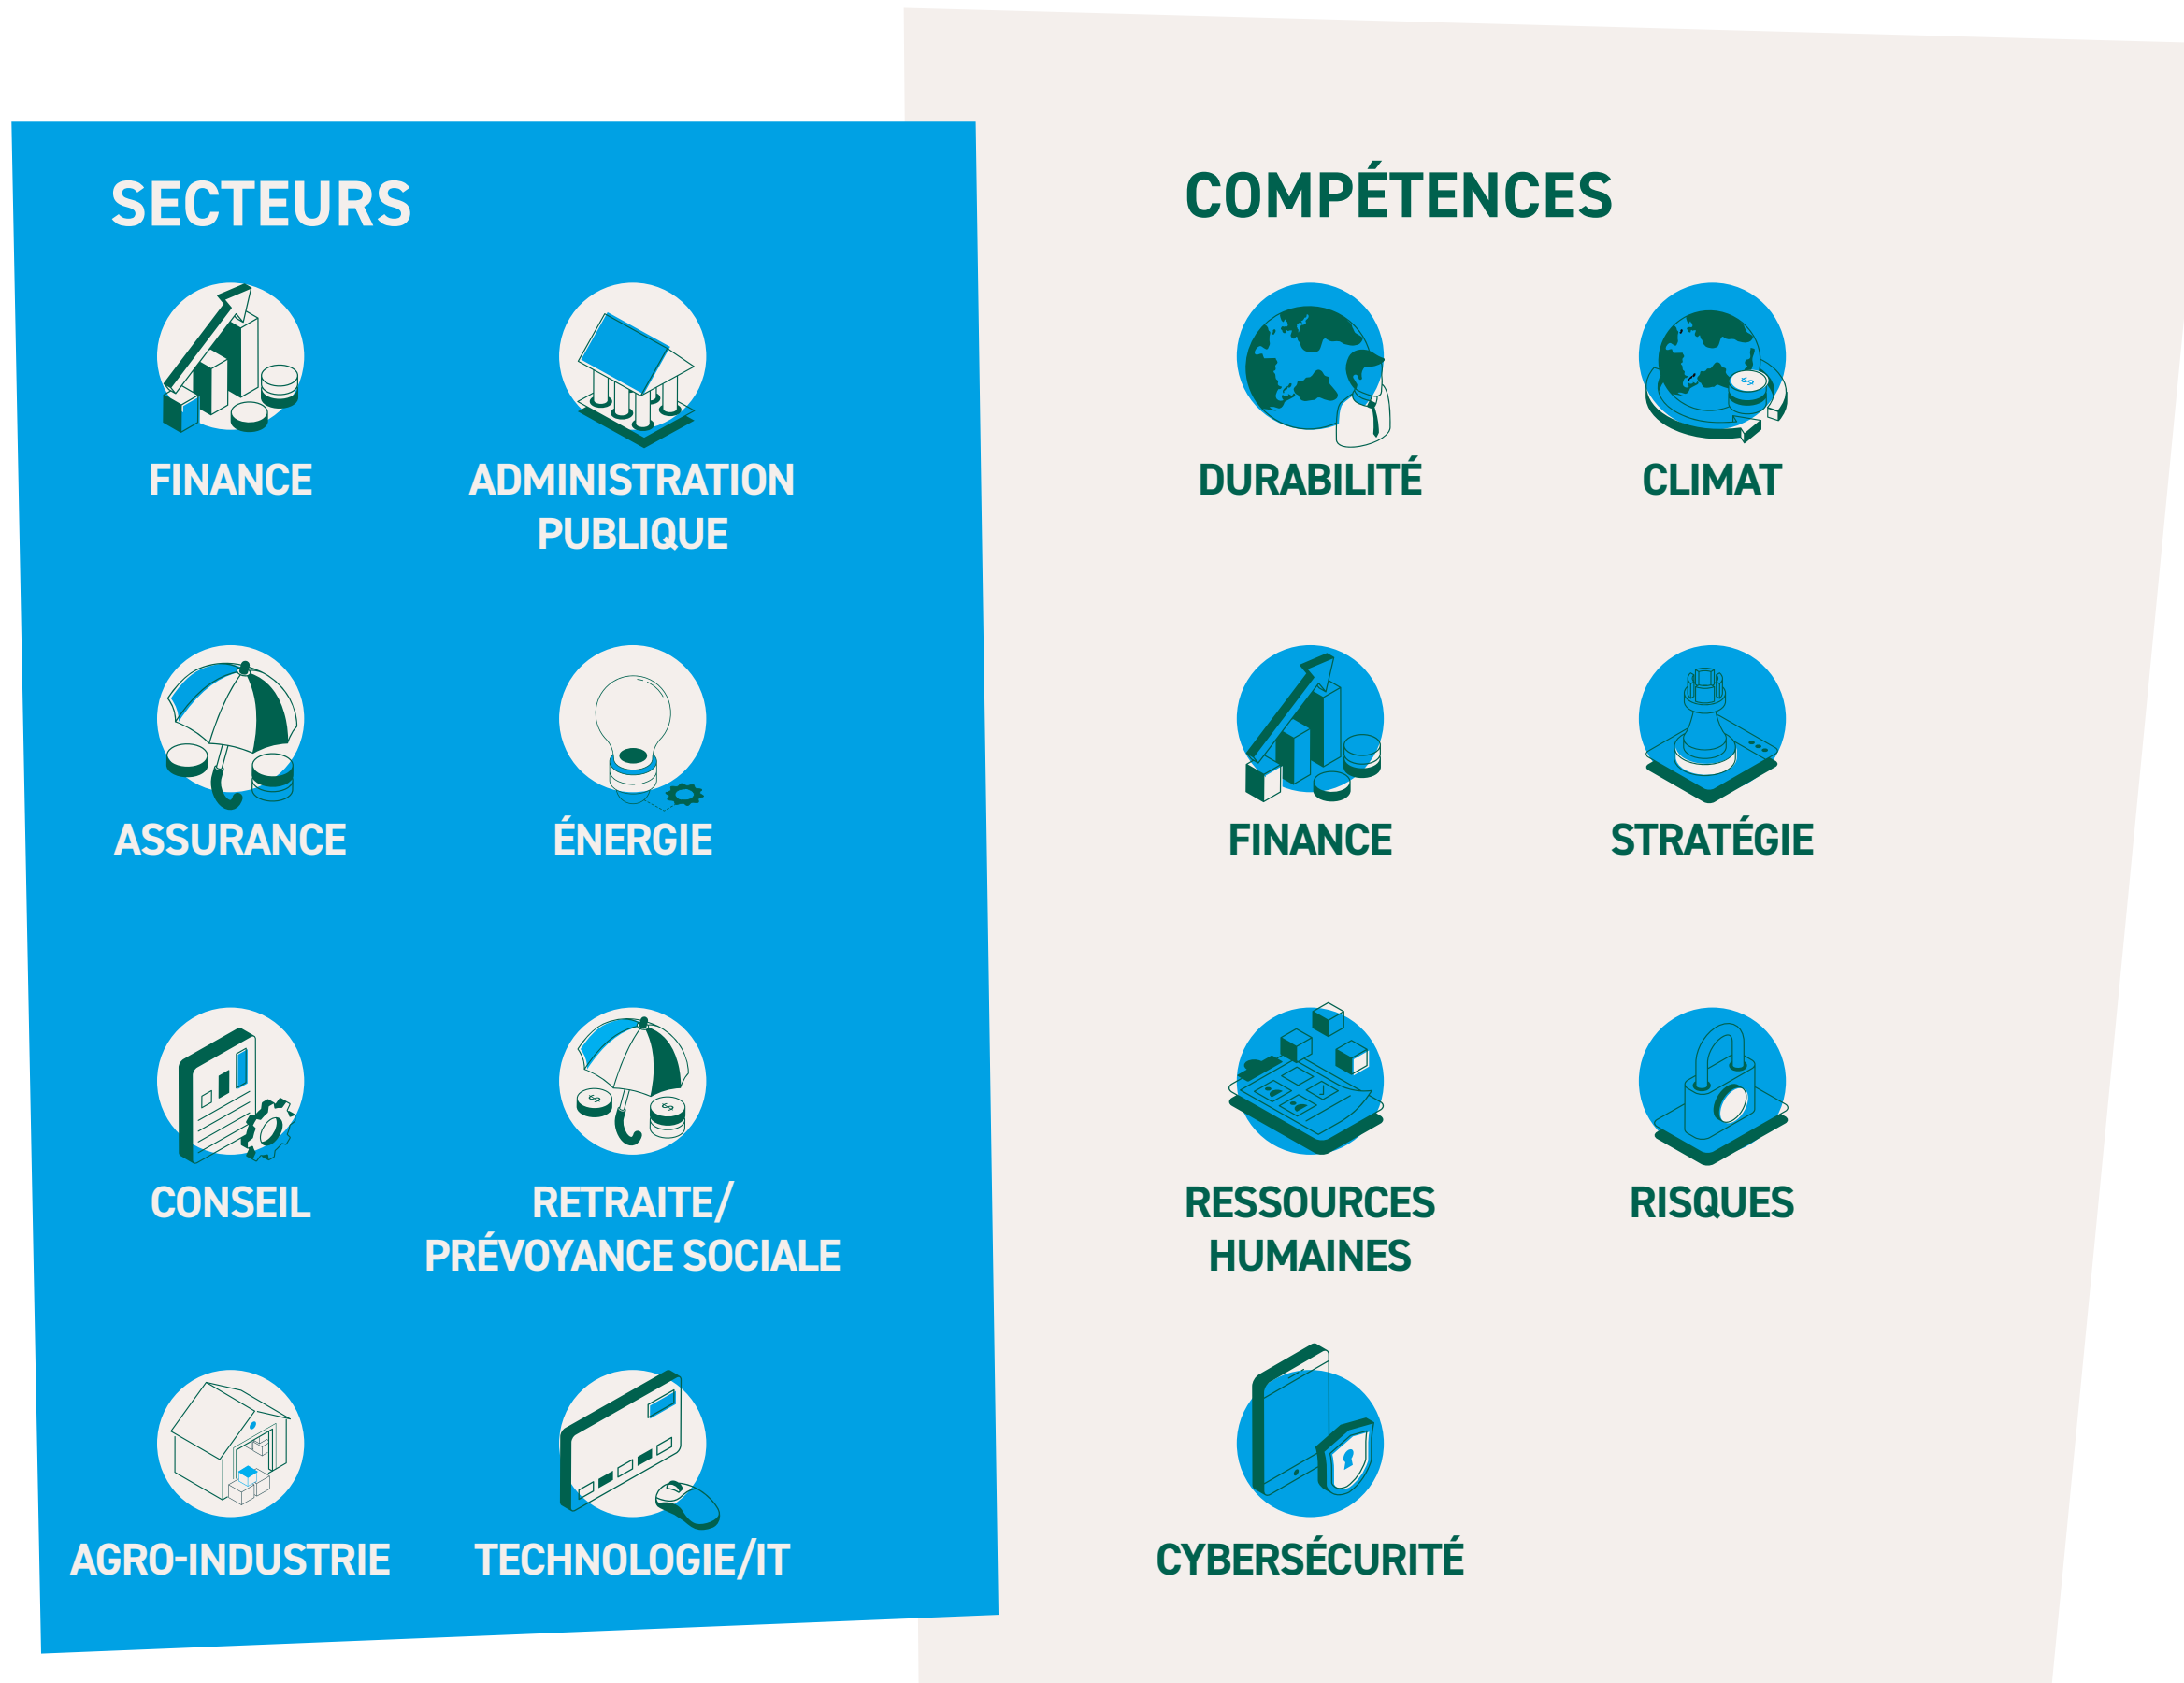 SECTEURS
FINANCE
ADMINISTRATION
PUBLIQUE
ASSURANCE
ÉNERGIE
CONSEIL
RETRAITE/
PRÉVOYANCE SOCIALE
AGRO-INDUSTRIE
TECHNOLOGIE/IT
COMPÉTENCES
DURABILITÉ
CLIMAT
FINANCE
STRATÉGIE
RESSOURCES
HUMAINES
RISQUES
CYBERSÉCURITÉ